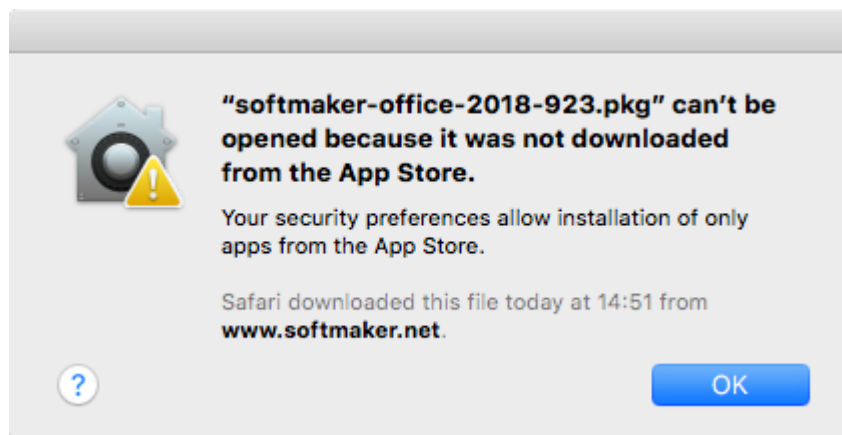 “softmaker-office-2018-923.pkg” can’t be
opened because it was not downloaded
from the App Store.
Your security preferences allow installation of only
apps from the App Store.
Safari downloaded this file today at 14:51 from
www.softmaker.net.
?
OK